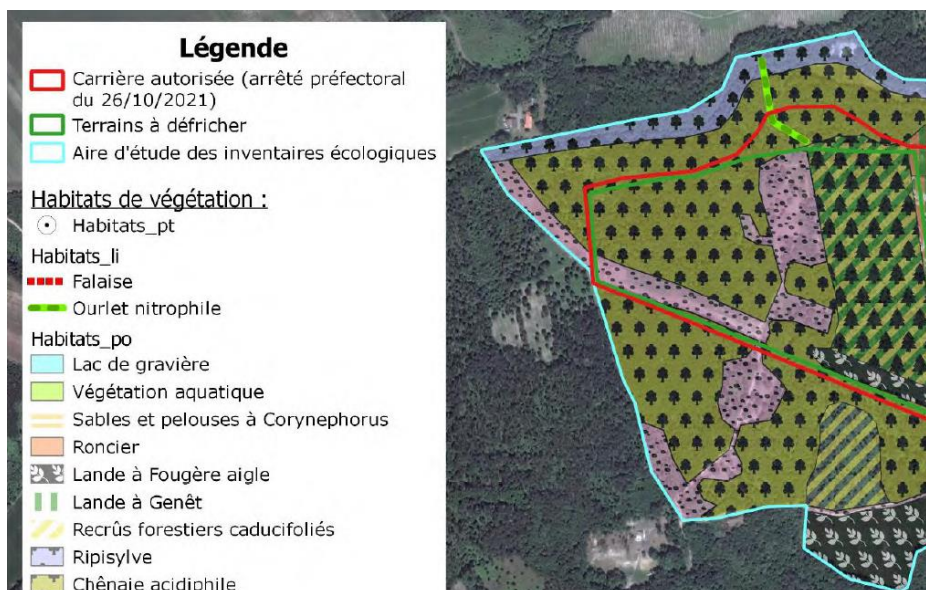 Légende
Carrière autorisée (arrêté préfectoral
du 26/10/2021)
Terrains à défricher
Aire d'étude des inventaires écologiques
Habitats de végétation :
Habitats_pt
Habitats_li
Falaise
Ourlet nitrophile
Habitats_po
Lac de gravière
Végétation aquatique
Sables et pelouses à Corynephorus
Roncier
Lande à Fougère aigle
Lande à Genêt
Recrûs forestiers caducifoliés
Ripisylve
Chênaie acidiphile